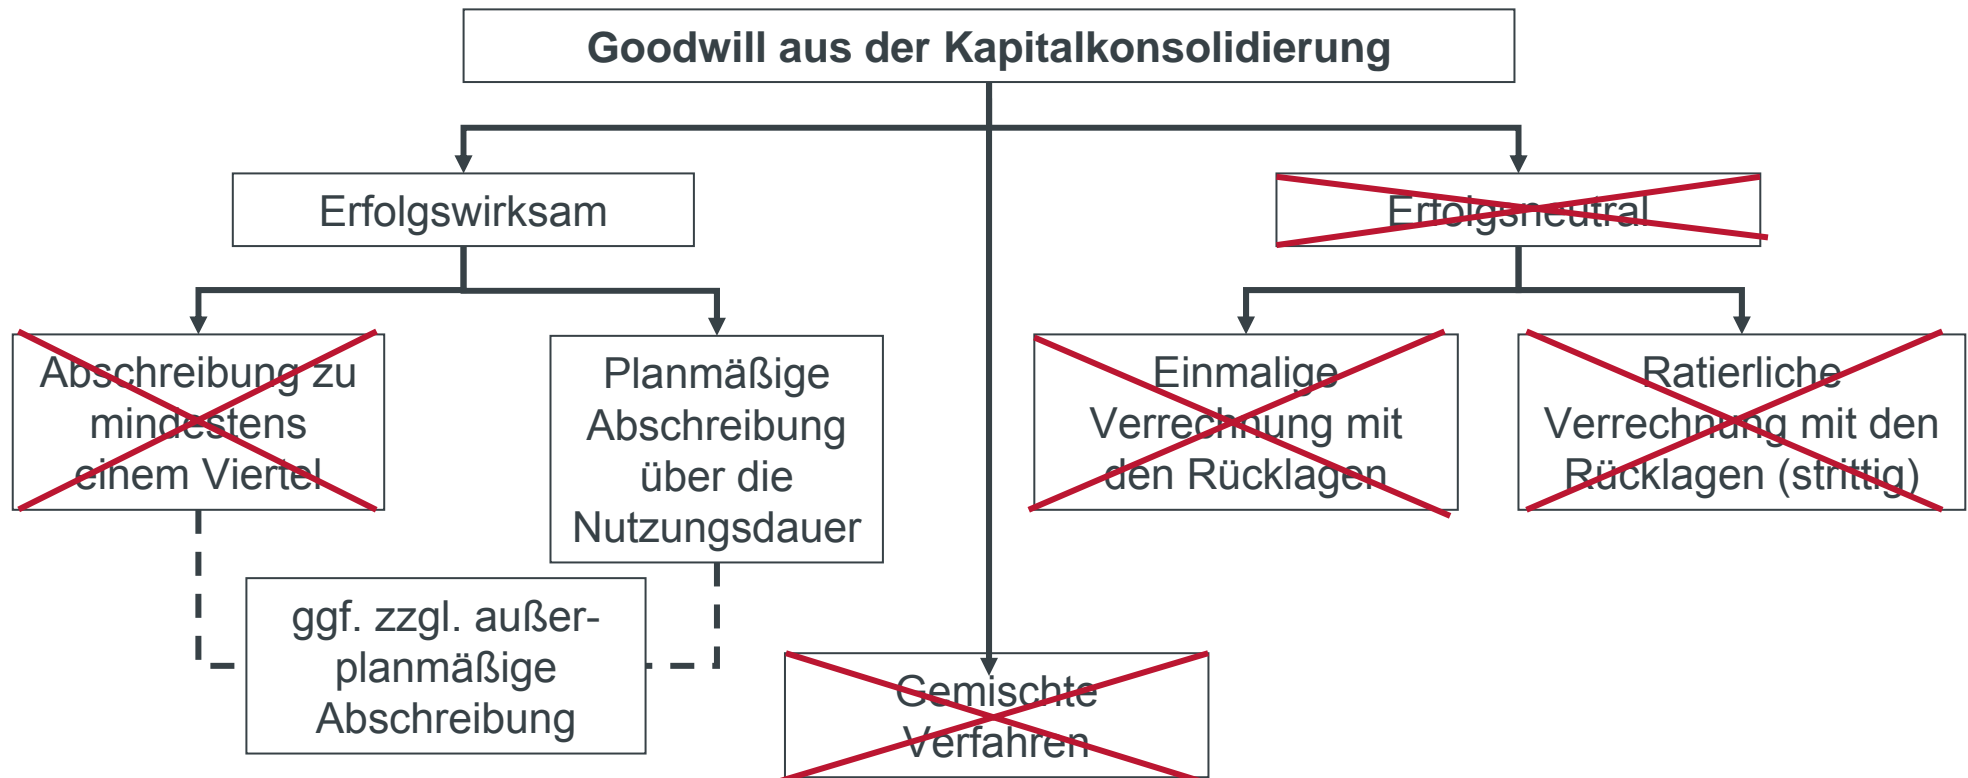 Goodwill aus der Kapitalkonsolidierung
Erfolgswirksam
Erfolgsneutral
Abschreibung zu
mindestens
einem Viertel
Planmäßige
Abschreibung
über die
Nutzungsdauer
Einmalige
Verrechnung mit
den Rücklagen
Ratierliche
Verrechnung mit den
Rücklagen (strittig)
ggf. zzgl. außer-
planmäßige
Abschreibung
Gemischte
Verfahren